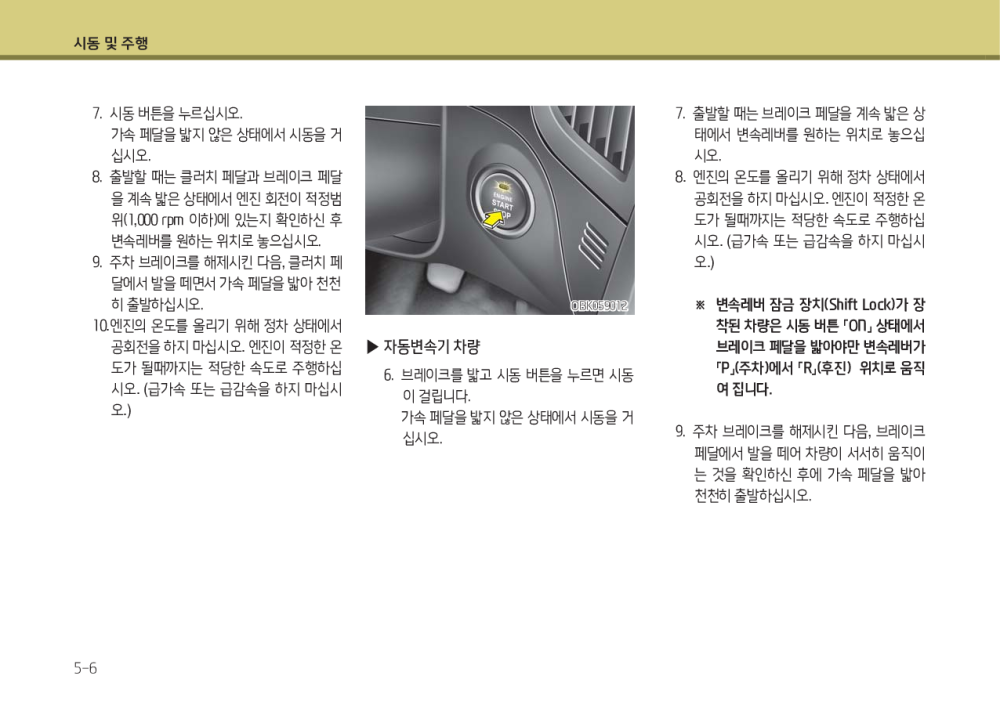 시동 및 주행
7. 시동 버튼을 누르십시오.
가속 페달을 밟지 않은 상태에서 시동을 거
십시오.
8. 출발할 때는 클러치 페달과 브레이크 페달
을 계속 밟은 상태에서 엔진 회전이 적정범
위(1,000 rpm 이하)에 있는지 확인하신 후
변속레버를 원하는 위치로 놓으십시오.
9. 주차 브레이크를 해제시킨 다음, 클러치 페
달에서 발을 떼면서 가속 페달을 밟아 천천
히 출발하십시오.
10.엔진의 온도를 올리기 위해 정차 상태에서
공회전을 하지 마십시오. 엔진이 적정한 온
도가 될때까지는 적당한 속도로 주행하십
시오. (급가속 또는 급감속을 하지 마십시
오.)
ENGINE
START
OBK059012
▶ 자동변속기 차량
6. 브레이크를 밟고 시동 버튼을 누르면 시동
이 걸립니다.
가속 페달을 밟지 않은 상태에서 시동을 거
십시오.
7. 출발할 때는 브레이크 페달을 계속 밟은 상
태에서 변속레버를 원하는 위치로 놓으십
시오.
8. 엔진의 온도를 올리기 위해 정차 상태에서
공회전을 하지 마십시오. 엔진이 적정한 온
도가 될때까지는 적당한 속도로 주행하십
시오. (급가속 또는 급감속을 하지 마십시
오.)
※ 변속레버 잠금 장치(Shift Lock)가 장
착된 차량은 시동 버튼 「ON」 상태에서
브레이크 페달을 밟아야만 변속레버가
「P」(주차)에서 「R」(후진) 위치로 움직
여 집니다.
9. 주차 브레이크를 해제시킨 다음, 브레이크
페달에서 발을 떼어 차량이 서서히 움직이
는 것을 확인하신 후에 가속 페달을 밟아
천천히 출발하십시오.
5-6